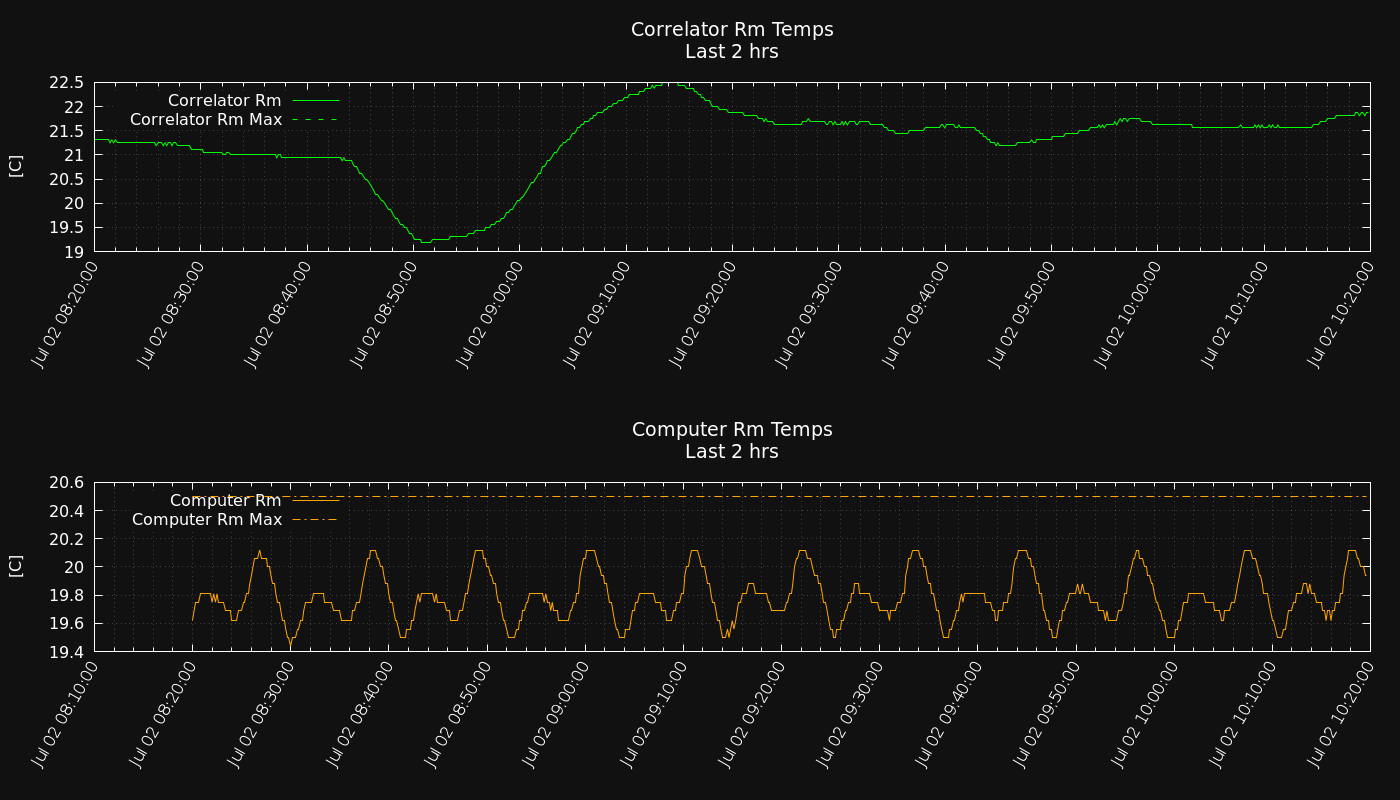 Correlator Rm Temps
Last 2 hrs
22.5
22
21.5
21
20.5
20
19.5
19
[C]
Correlator Rm
Correlator Rm Max
Jul 02 08:20:00
Jul 02 08:30:00
Jul 02 08:40:00
Jul 02 08:50:00
Jul 02 09:00:00
Jul 02 09:10:00
Jul 02 09:20:00
Jul 02 09:30:00
Jul 02 09:40:00
Jul 02 09:50:00
Jul 02 10:00:00
Jul 02 10:10:00
Jul 02 10:20:00
Computer Rm Temps
Last 2 hrs
20.6
20.4
20.2
20
19.8
19.6
19.4
[C]
Computer Rm
Computer Rm Max
Jul 02 08:10:00
Jul 02 08:20:00
Jul 02 08:30:00
Jul 02 08:40:00
Jul 02 08:50:00
Jul 02 09:00:00
Jul 02 09:10:00
Jul 02 09:20:00
Jul 02 09:30:00
Jul 02 09:40:00
Jul 02 09:50:00
Jul 02 10:00:00
Jul 02 10:10:00
Jul 02 10:20:00